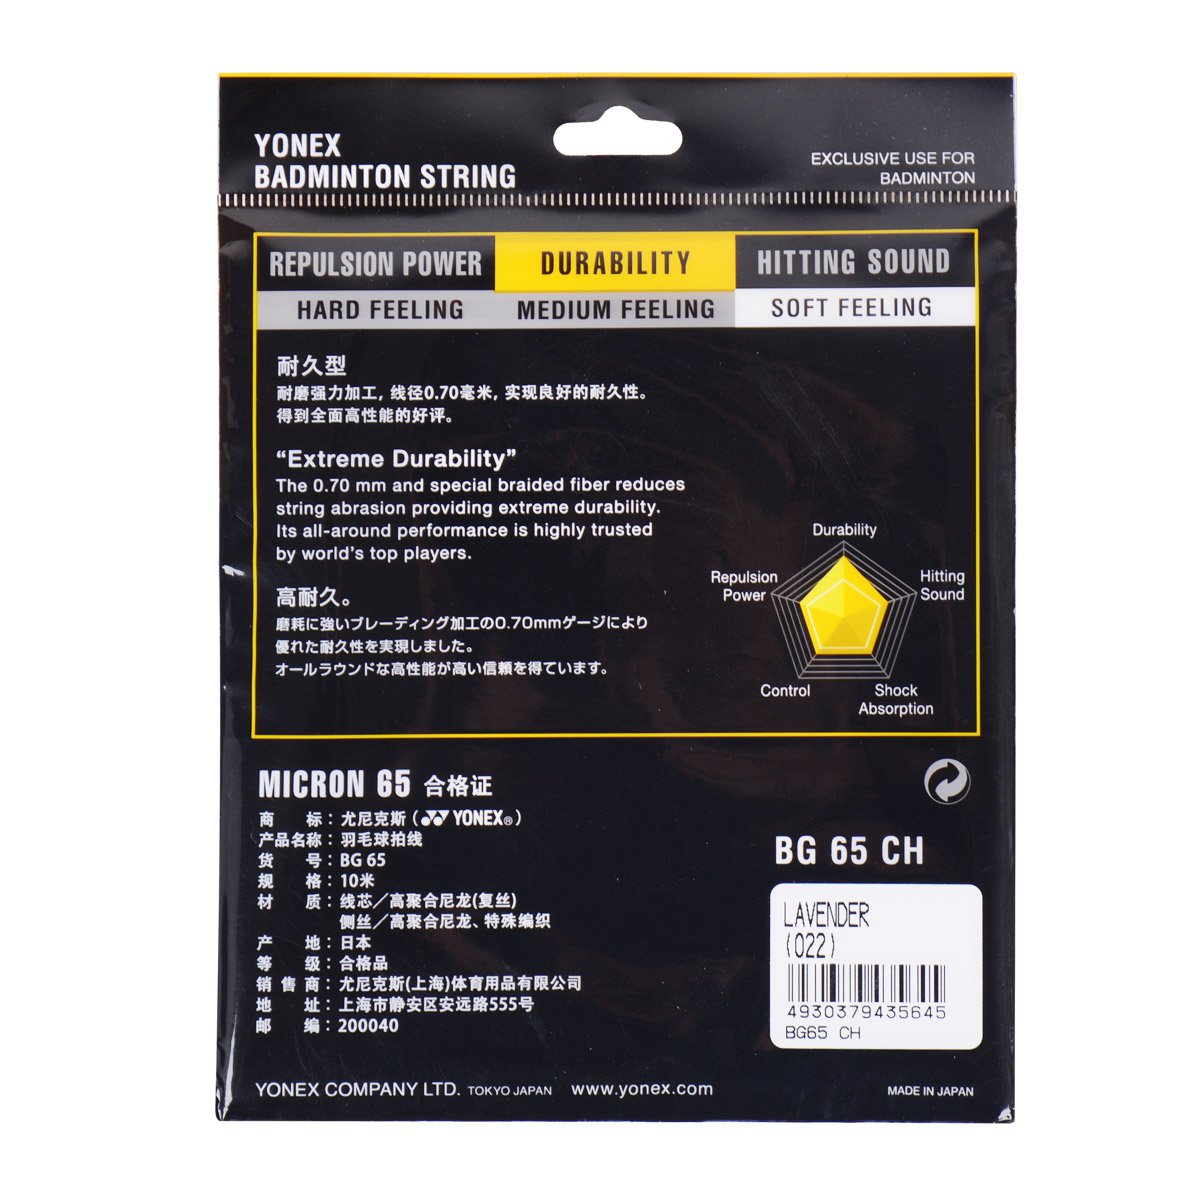 YONEX
BADMINTON STRING
EXCLUSIVE USE FOR
BADMINTON
REPULSION POWER
DURABILITY
HITTING SOUND
HARD FEELING
MEDIUM FEELING
SOFT FEELING
耐久型
耐磨强力加工，线径0.70毫米，实现良好的耐久性。
得到全面高性能的好评。
“Extreme Durability”
The 0.70 mm and special braided fiber reduces
string abrasion providing extreme durability.
Its all-around performance is highly trusted
by world's top players.
高耐久。
磨耗に強いブレーディング加工の0.70mmゲージにより
優れた耐久性を実現しました。
オールラウンドな高性能が高い信頼を得ています。
Durability
Repulsion
Power
Hitting
Sound
Control
Shock
Absorption
MICRON 65 合格证
商 标：尤尼克斯（YONEX®）
产品名称：羽毛球拍线
货 号：BG 65
规 格：10米
材 质：线芯／高聚合尼龙(复丝)
侧丝／高聚合尼龙、特殊编织
产 地：日本
等 级：合格品
销 售 商：尤尼克斯(上海)体育用品有限公司
地 址：上海市静安区安远路555号
邮 编：200040
BG 65 CH
LAVENDER
(022)
4930379435645
BG65 CH
YONEX COMPANY LTD. TOKYO JAPAN www.yonex.com
MADE IN JAPAN